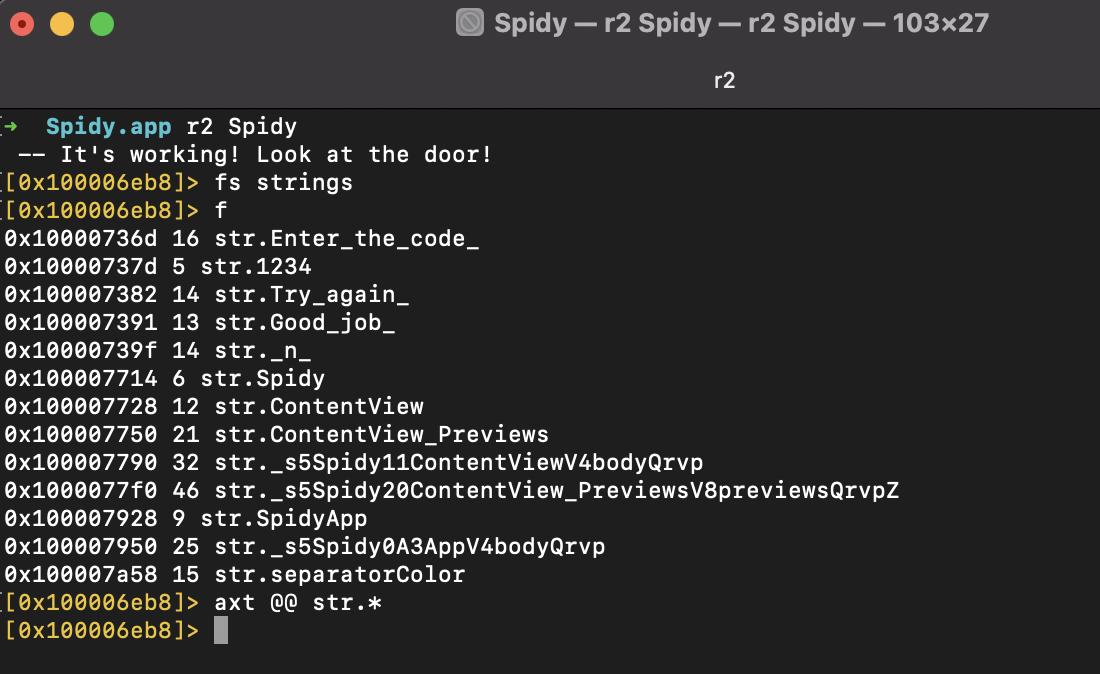 Spidy — r2 Spidy — r2 Spidy — 103×27
r2
[➜  Spidy.app r2 Spidy
 -- It's working! Look at the door!
[[0x100006eb8]> fs strings
[[0x100006eb8]> f
0x10000736d 16 str.Enter_the_code_
0x10000737d 5 str.1234
0x100007382 14 str.Try_again_
0x100007391 13 str.Good_job_
0x10000739f 14 str._n_
0x100007714 6 str.Spidy
0x100007728 12 str.ContentView
0x100007750 21 str.ContentView_Previews
0x100007790 32 str._s5Spidy11ContentViewV4bodyQrvp
0x1000077f0 46 str._s5Spidy20ContentView_PreviewsV8previewsQrvpZ
0x100007928 9 str.SpidyApp
0x100007950 25 str._s5Spidy0A3AppV4bodyQrvp
0x100007a58 15 str.separatorColor
[[0x100006eb8]> axt @@ str.*
[0x100006eb8]>